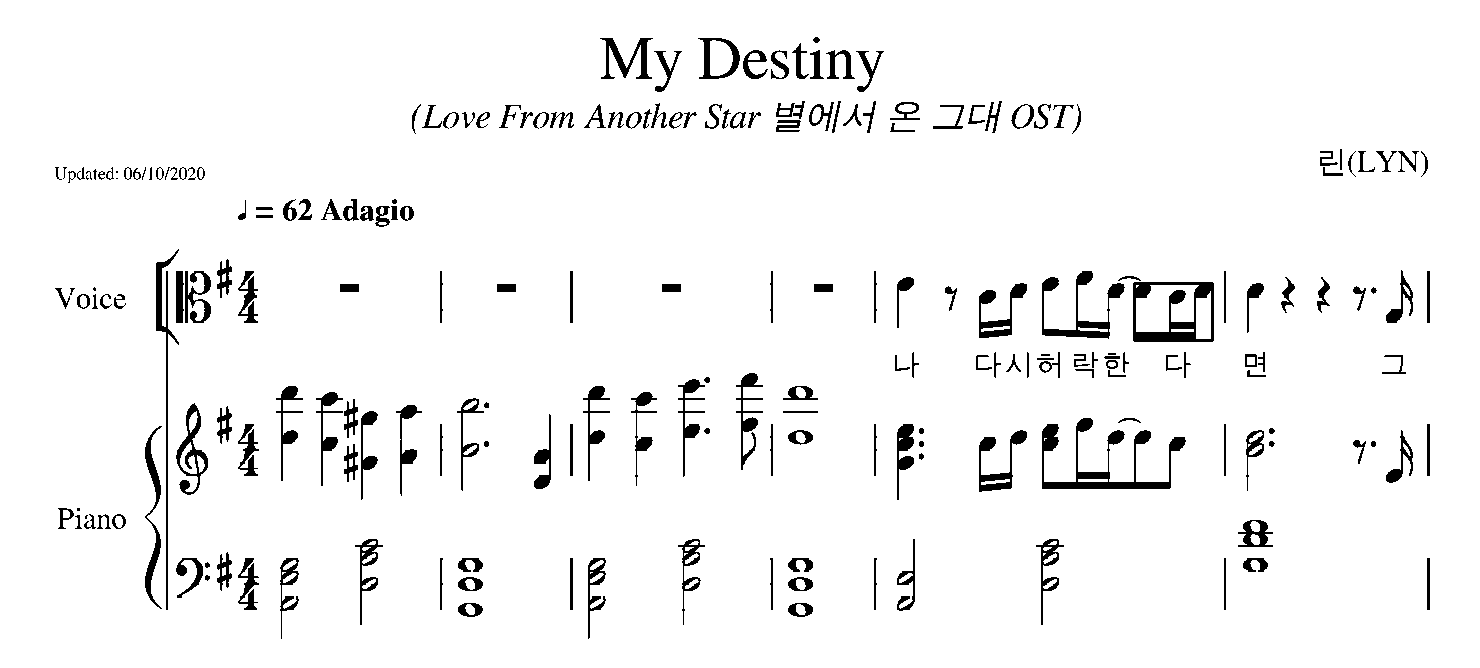 My Destiny
(Love From Another Star 별에서 온 그대 OST)
린(LYN)
Updated: 06/10/2020
♩ = 62 Adagio
Voice
나 다시허락한 다 면 그
Piano